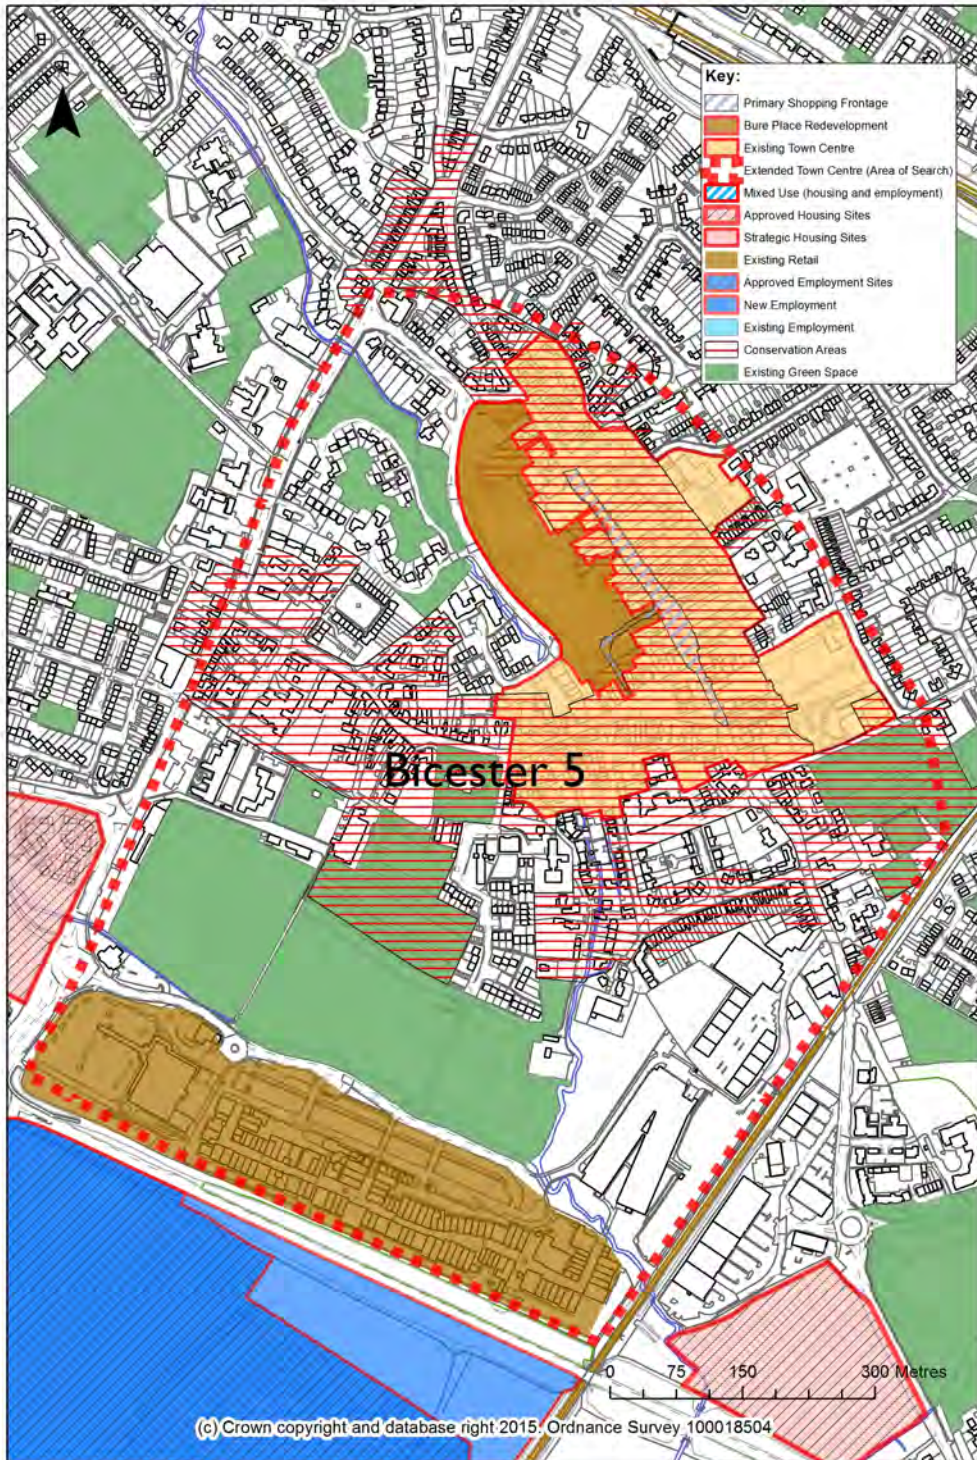 Key:
Primary Shopping Frontage
Bure Place Redevelopment
Existing Town Centre
Extended Town Centre (Area of Search)
Mixed Use (housing and employment)
Approved Housing Sites
Strategic Housing Sites
Existing Retail
Approved Employment Sites
New Employment
Existing Employment
Conservation Areas
Existing Green Space
Bicester 5
0 75 150 300 Metres
(c) Crown copyright and database right 2015. Ordnance Survey 100018504